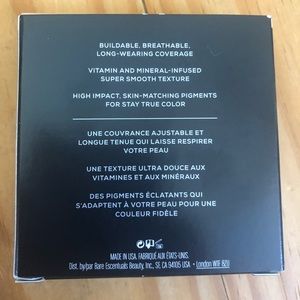 BUILDABLE, BREATHABLE,
LONG-WEARING COVERAGE
VITAMIN AND MINERAL-INFUSED
SUPER SMOOTH TEXTURE
HIGH IMPACT, SKIN-MATCHING PIGMENTS
FOR STAY TRUE COLOR
UNE COUVRANCE AJUSTABLE ET
LONGUE TENUE QUI LAISSE RESPIRER
VOTRE PEAU
UNE TEXTURE ULTRA DOUCE AUX
VITAMINES ET AUX MINÉRAUX
DES PIGMENTS ÉCLATANTS QUI
S'ADAPTENT À VOTRE PEAU POUR UNE
COULEUR FIDÈLE
MADE IN USA. FABRIQUÉ AUX ÉTATS-UNIS.
Dist. by/par Bare Escentuals Beauty, Inc., SF, CA 94105 USA • London W1F 8ZU